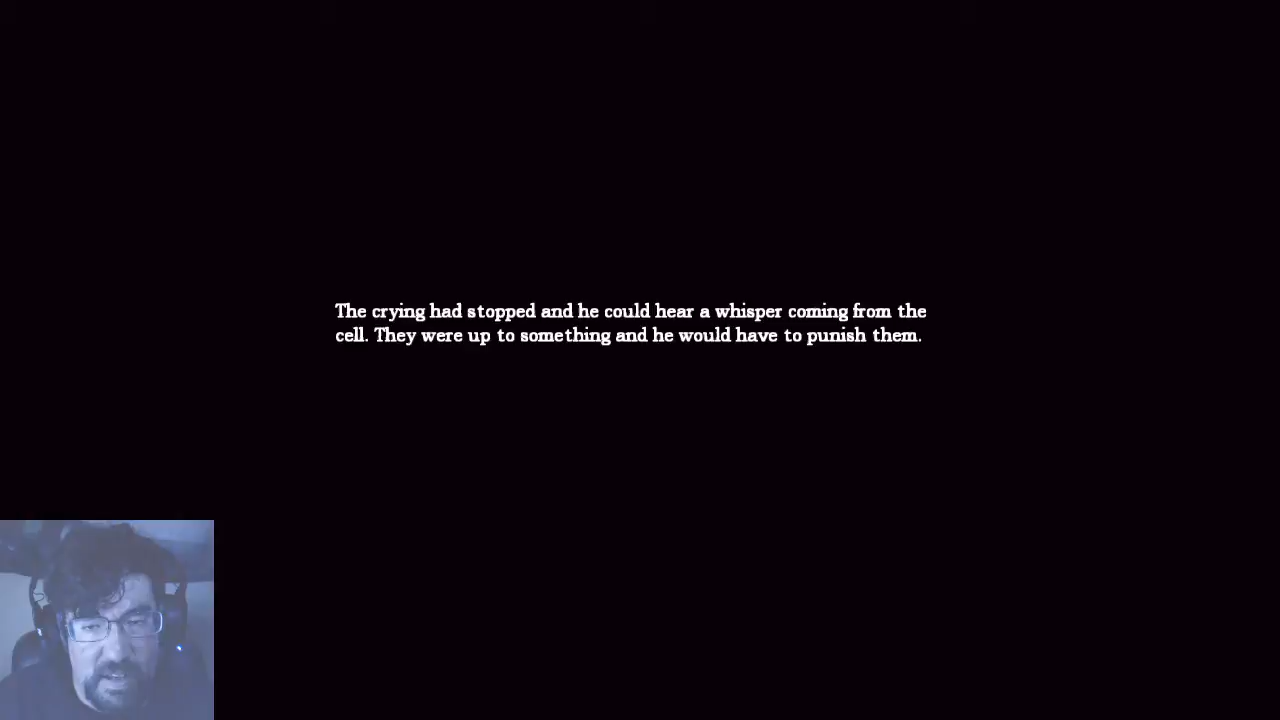 The crying had stopped and he could hear a whisper coming from the
cell. They were up to something and he would have to punish them.